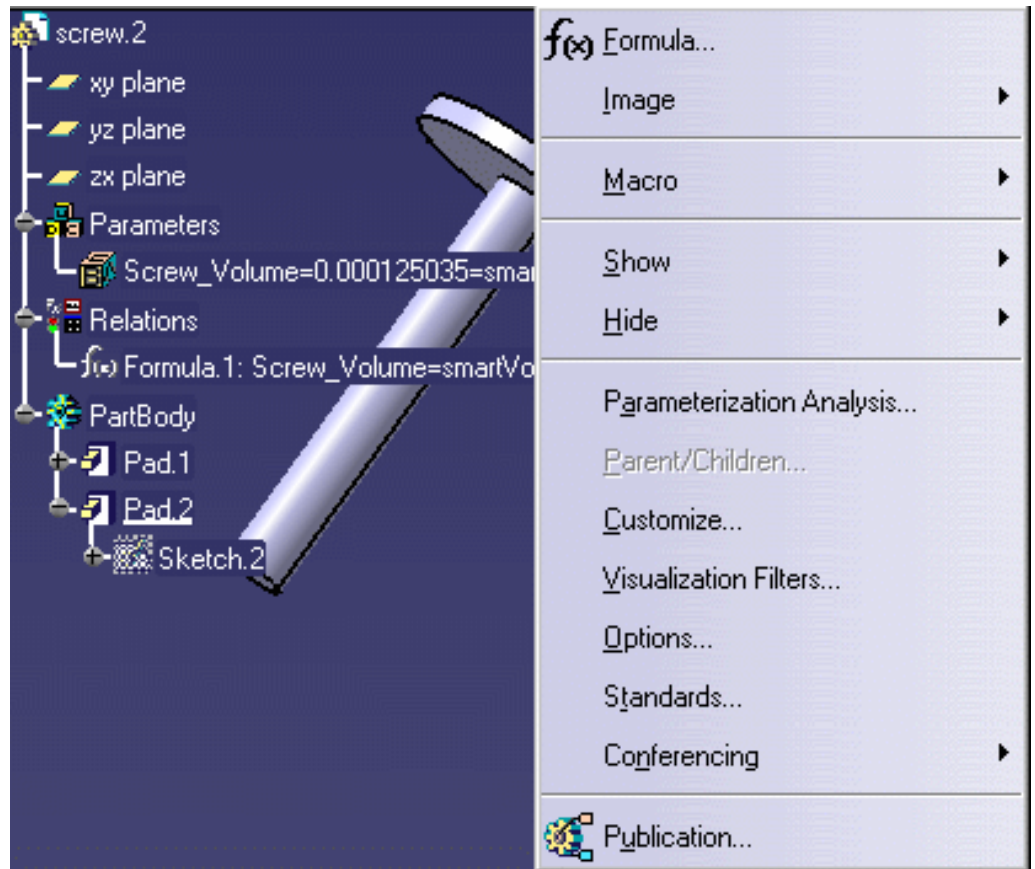 screw.2
xy plane
yz plane
zx plane
Parameters
Screw_Volume=0.000125035=smar
Relations
f(x) Formula.1: Screw_Volume=smartVo
PartBody
Pad.1
Pad.2
Sketch.2
f(x) Formula...
Image
Macro
Show
Hide
Parameterization Analysis...
Parent/Children...
Customize...
Visualization Filters...
Options...
Standards...
Conferencing
Publication...